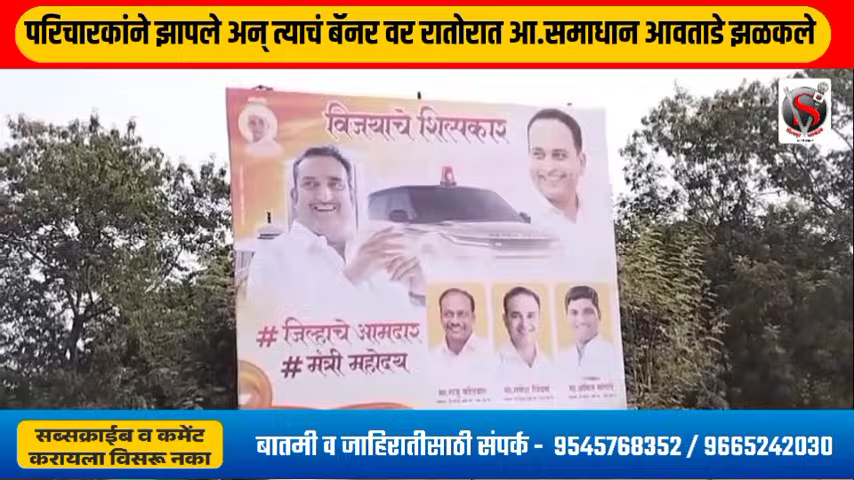 परिचारकांने झापले अन् त्याचं बॅनर वर रातोरात आ.समाधान आवताडे झळकले
विजयाचे शिल्पकार
# जिल्हाचे आमदार
# मंत्री महोदय
सब्सक्राईब व कमेंट
करायला विसरू नका
बातमी व जाहिरातीसाठी संपर्क - 9545768352 / 9665242030